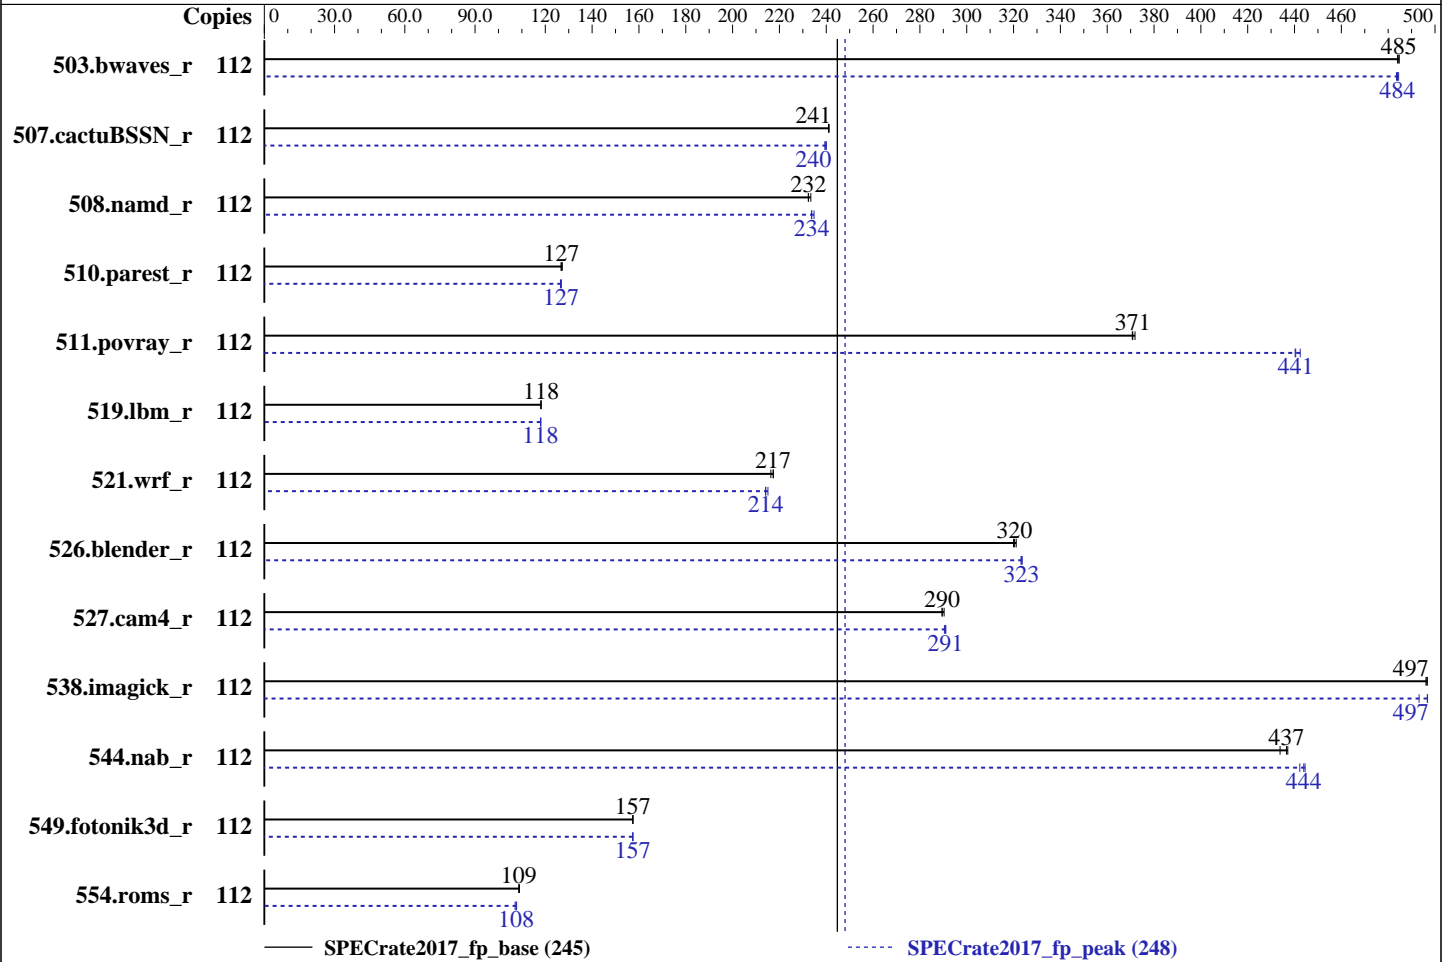 Copies 0 30.0 60.0 90.0 120 140 160 180 200 220 240 260 280 300 320 340 360 380 400 420 440 460 500
503.bwaves_r 112 485
484
507.cactuBSSN_r 112 241
240
508.namd_r 112 232
234
510.parest_r 112 127
127
511.povray_r 112 371
441
519.lbm_r 112 118
118
521.wrf_r 112 217
214
526.blender_r 112 320
323
527.cam4_r 112 290
291
538.imagick_r 112 497
497
544.nab_r 112 437
444
549.fotonik3d_r 112 157
157
554.roms_r 112 109
108
SPECrate2017_fp_base (245) SPECrate2017_fp_peak (248)